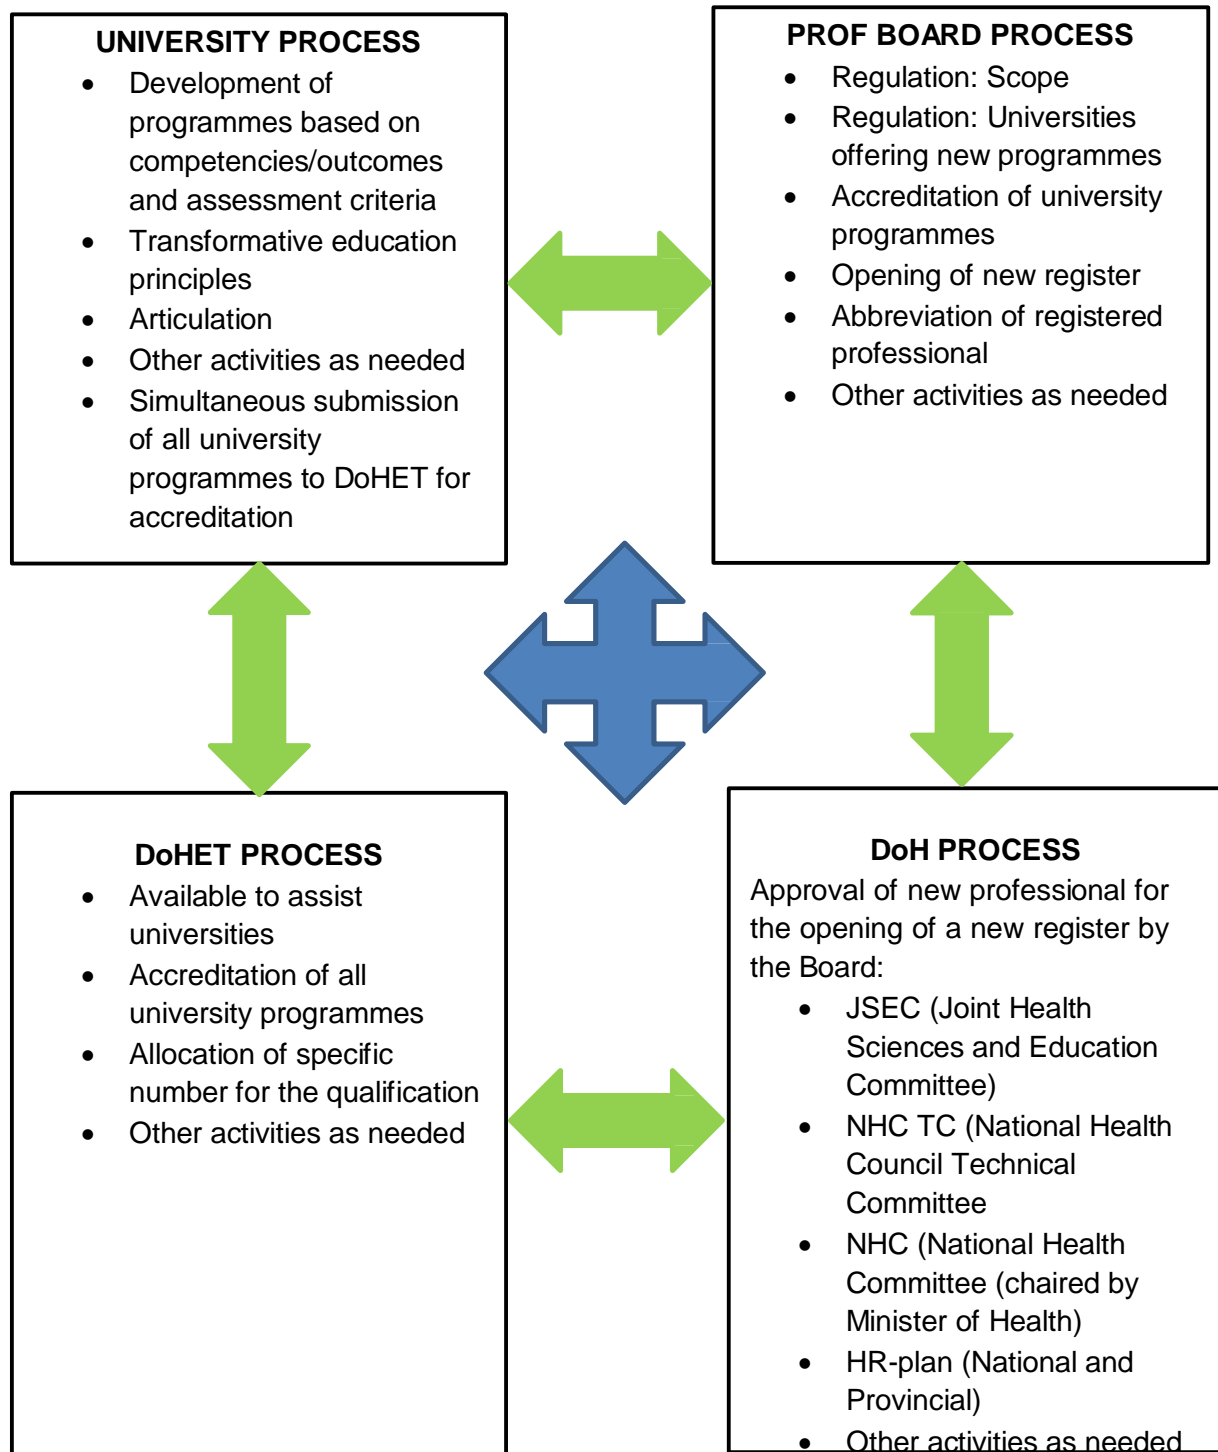 UNIVERSITY PROCESS
• Development of
programmes based on
competencies/outcomes
and assessment criteria
• Transformative education
principles
• Articulation
• Other activities as needed
• Simultaneous submission
of all university
programmes to DoHET for
accreditation
PROF BOARD PROCESS
• Regulation: Scope
• Regulation: Universities
offering new programmes
• Accreditation of university
programmes
• Opening of new register
• Abbreviation of registered
professional
• Other activities as needed
DoHET PROCESS
• Available to assist
universities
• Accreditation of all
university programmes
• Allocation of specific
number for the qualification
• Other activities as needed
DoH PROCESS
Approval of new professional for
the opening of a new register by
the Board:
• JSEC (Joint Health
Sciences and Education
Committee)
• NHC TC (National Health
Council Technical
Committee
• NHC (National Health
Committee (chaired by
Minister of Health)
• HR-plan (National and
Provincial)
• Other activities as needed